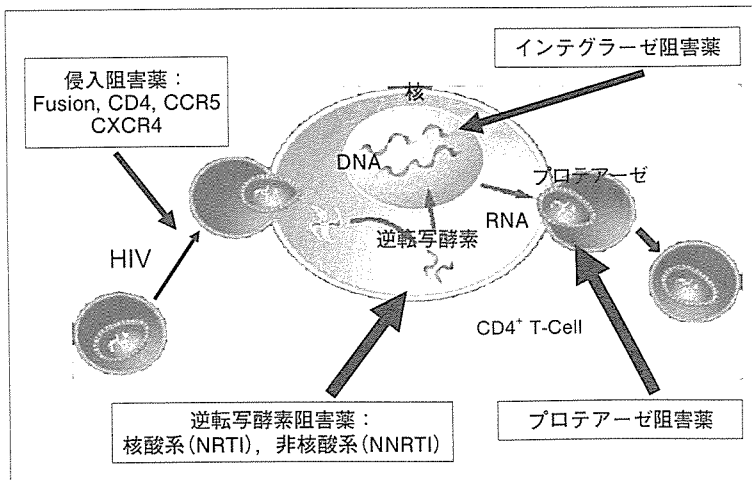 インテグラーゼ阻害薬
侵入阻害薬：
Fusion, CD4, CCR5
CXCR4
核
DNA
プロテアーゼ
RNA
逆転写酵素
HIV
CD4⁺ T-Cell
逆転写酵素阻害薬：
核酸系(NRTI)，非核酸系(NNRTI)
プロテアーゼ阻害薬